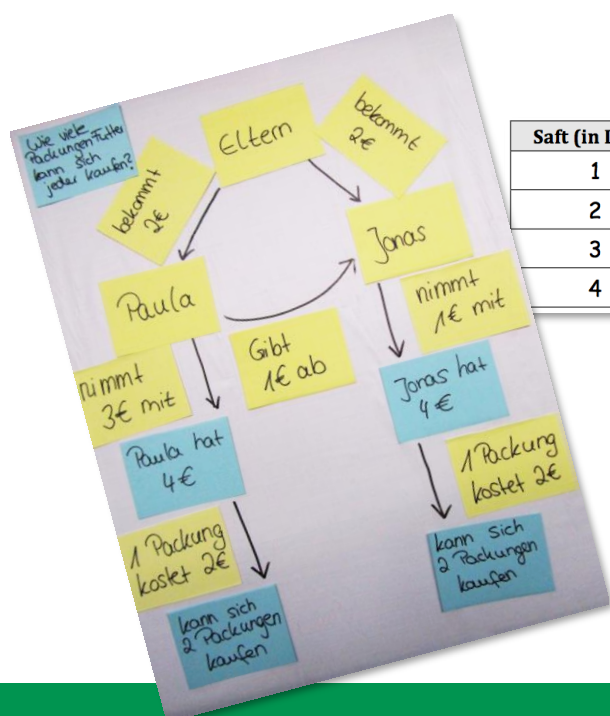 Wie viele
Packungen Futter
kann sich
jeder kaufen?
Eltern
bekommt
2€
bekommt
2€
Paula
Jonas
Gibt
1€ ab
nimmt
3€ mit
nimmt
1€ mit
Paula hat
4€
Jonas hat
4€
1 Packung
kostet 2€
1 Packung
kostet 2€
kann sich
2 Packungen
kaufen
kann sich
2 Packungen
kaufen
Saft (in
1
2
3
4